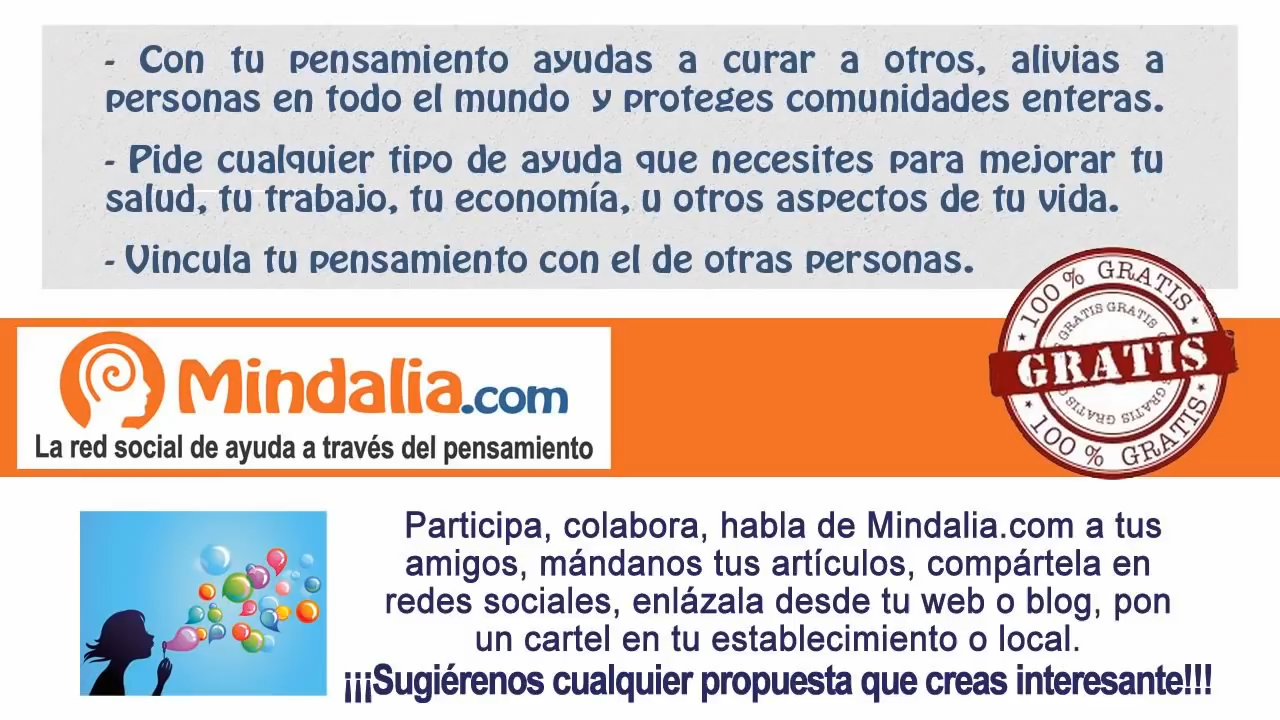 - Con tu pensamiento ayudas a curar a otros, alivias a
personas en todo el mundo y proteges comunidades enteras.
- Pide cualquier tipo de ayuda que necesites para mejorar tu
salud, tu trabajo, tu economía, u otros aspectos de tu vida.
- Vincula tu pensamiento con el de otras personas.
100 % GRATIS
GRATIS GRATIS
GRATIS
GRATIS GRATIS
100 % GRATIS
Mindalia.com
La red social de ayuda a través del pensamiento
Participa, colabora, habla de Mindalia.com a tus
amigos, mándanos tus artículos, compártela en
redes sociales, enlázala desde tu web o blog, pon
un cartel en tu establecimiento o local.
¡¡¡Sugiérenos cualquier propuesta que creas interesante!!!